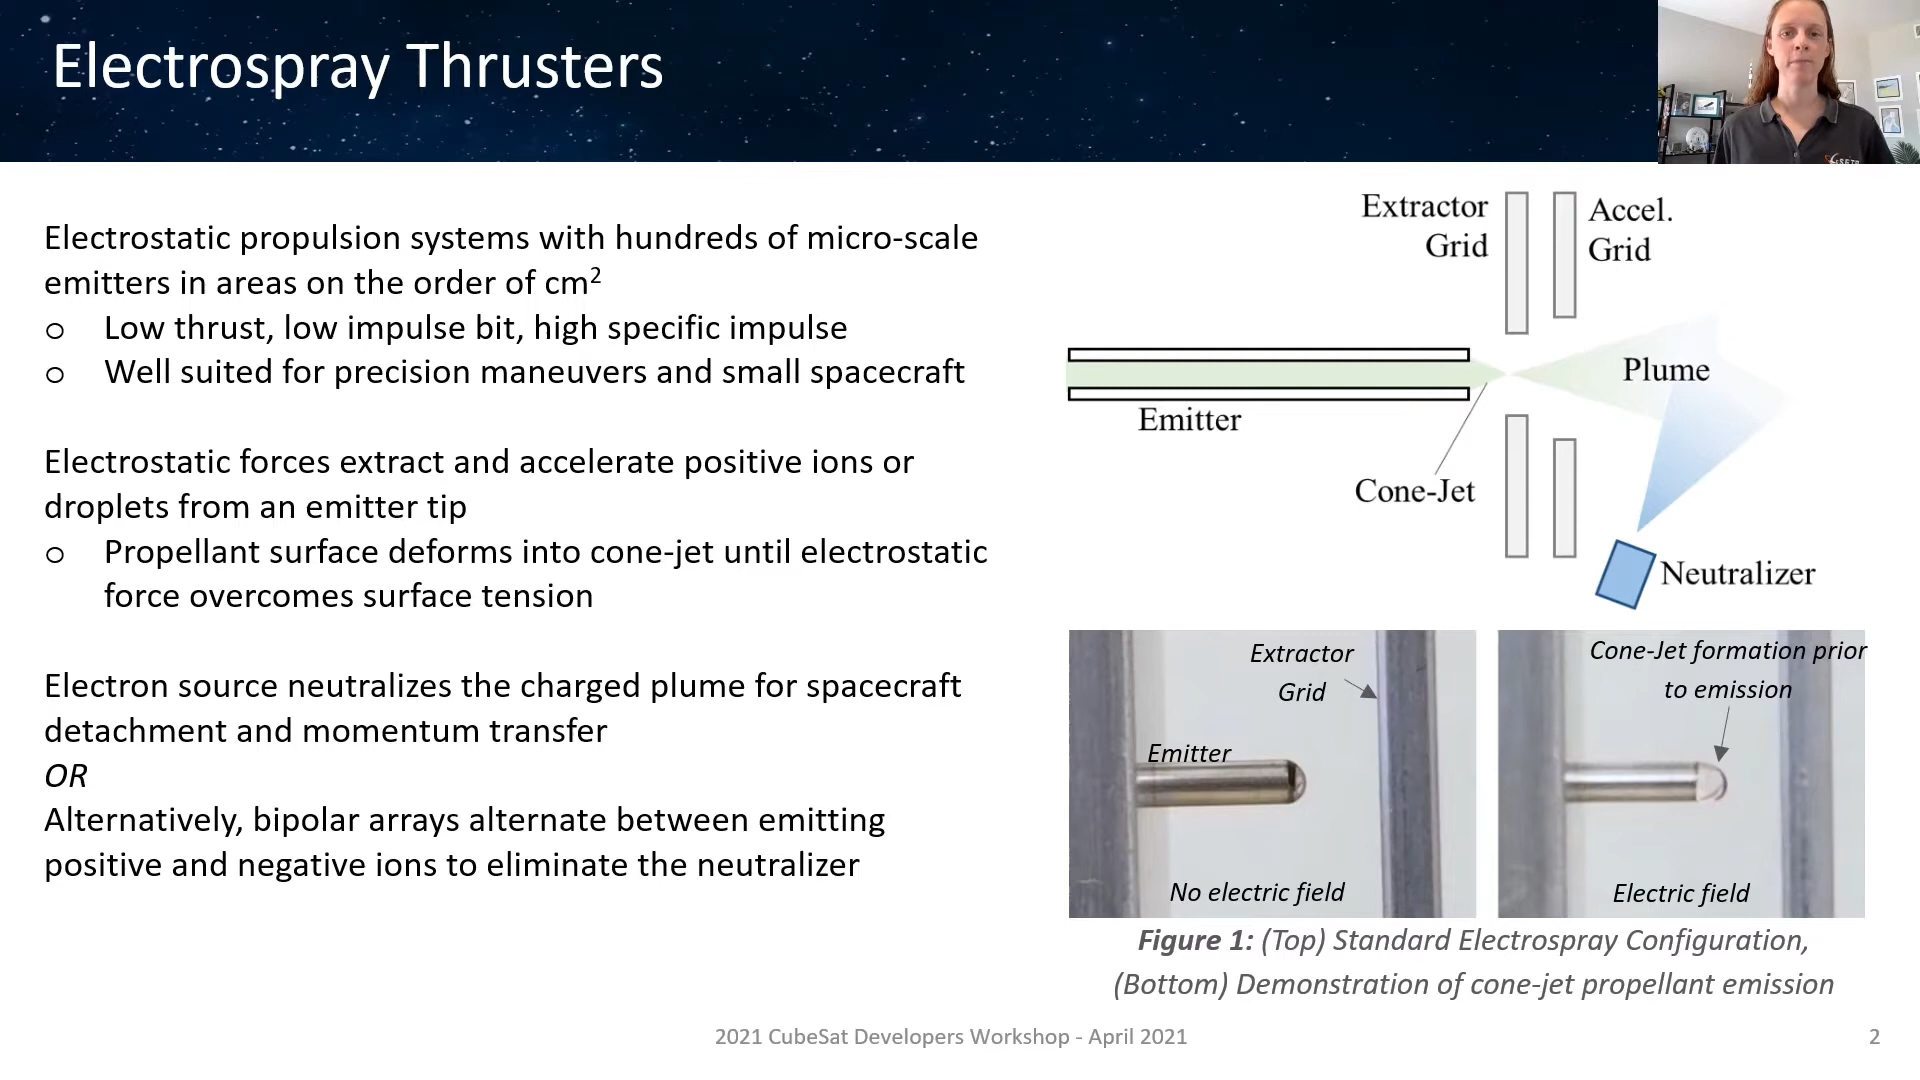 Electrospray Thrusters
Electrostatic propulsion systems with hundreds of micro-scale
emitters in areas on the order of cm²
o Low thrust, low impulse bit, high specific impulse
o Well suited for precision maneuvers and small spacecraft
Electrostatic forces extract and accelerate positive ions or
droplets from an emitter tip
o Propellant surface deforms into cone-jet until electrostatic
force overcomes surface tension
Electron source neutralizes the charged plume for spacecraft
detachment and momentum transfer
OR
Alternatively, bipolar arrays alternate between emitting
positive and negative ions to eliminate the neutralizer
Extractor
Grid
Accel.
Grid
Plume
Emitter
Cone-Jet
Neutralizer
Extractor
Grid
Emitter
No electric field
Cone-Jet formation prior
to emission
Electric field
Figure 1: (Top) Standard Electrospray Configuration,
(Bottom) Demonstration of cone-jet propellant emission
2021 CubeSat Developers Workshop - April 2021
2